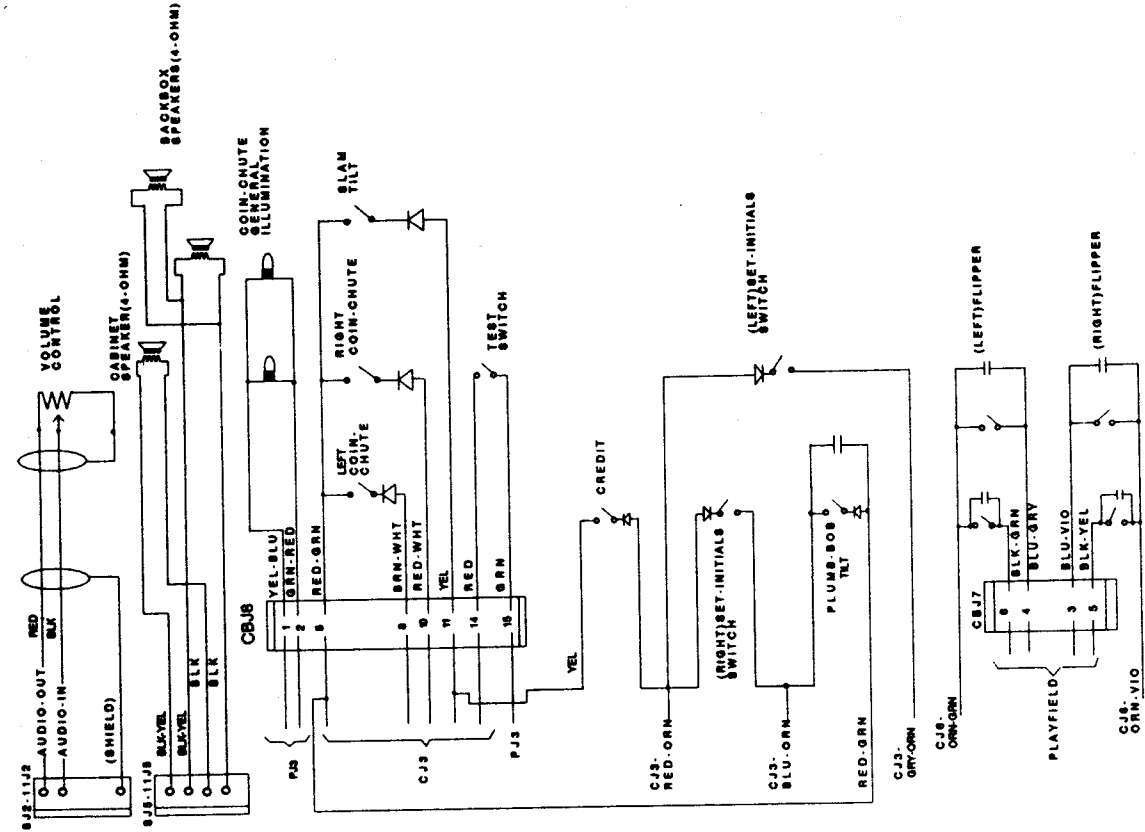 BJ2-11J2
AUDIO-OUT
AUDIO-IN
(SHIELD)
RED
BLK
VOLUME
CONTROL
CABINET
SPEAKER(4-OHM)
BACKBOX
SPEAKERS(4-OHM)
BLK-YEL
BLK-YEL
BLK
BLK
COIN-CHUTE
GENERAL
ILLUMINATION
CBJ8
YEL-BLU
GRN-RED
RED-GRN
BRN-WHT
RED-WHT
YEL
RED
GRN
1
2
10
11
14
15
LEFT
COIN-
CHUTE
RIGHT
COIN-CHUTE
SLAM
TILT
TEST
SWITCH
PJ3
CJ3
PJ3
YEL
CREDIT
(RIGHT)SET-INITIALS
SWITCH
(LEFT)SET-INITIALS
SWITCH
PLUMB-BOB
TILT
CJ3-
RED-ORN
CJ3-
BLU-ORN
RED-GRN
CJ3-
GRY-ORN
CBJ7
BLK-GRN
BLU-GRY
BLU-VIO
BLK-YEL
6
4
3
5
(LEFT)FLIPPER
(RIGHT)FLIPPER
PLAYFIELD
CJ6-
ORN-GRN
CJ6-
ORN-VIO